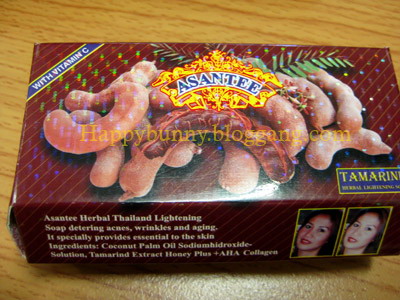 WITH VITAMIN C
ASANTEE
Happybunny.bloggang.com
TAMARIND
HERBAL LIGHTENING
Asantee Herbal Thailand Lightening
Soap detering acnes, wrinkles and aging.
It specially provides essential to the skin
Ingredients: Coconut Palm Oil Sodiumhidroxide-
Solution, Tamarind Extract Honey Plus +AHA Collagen